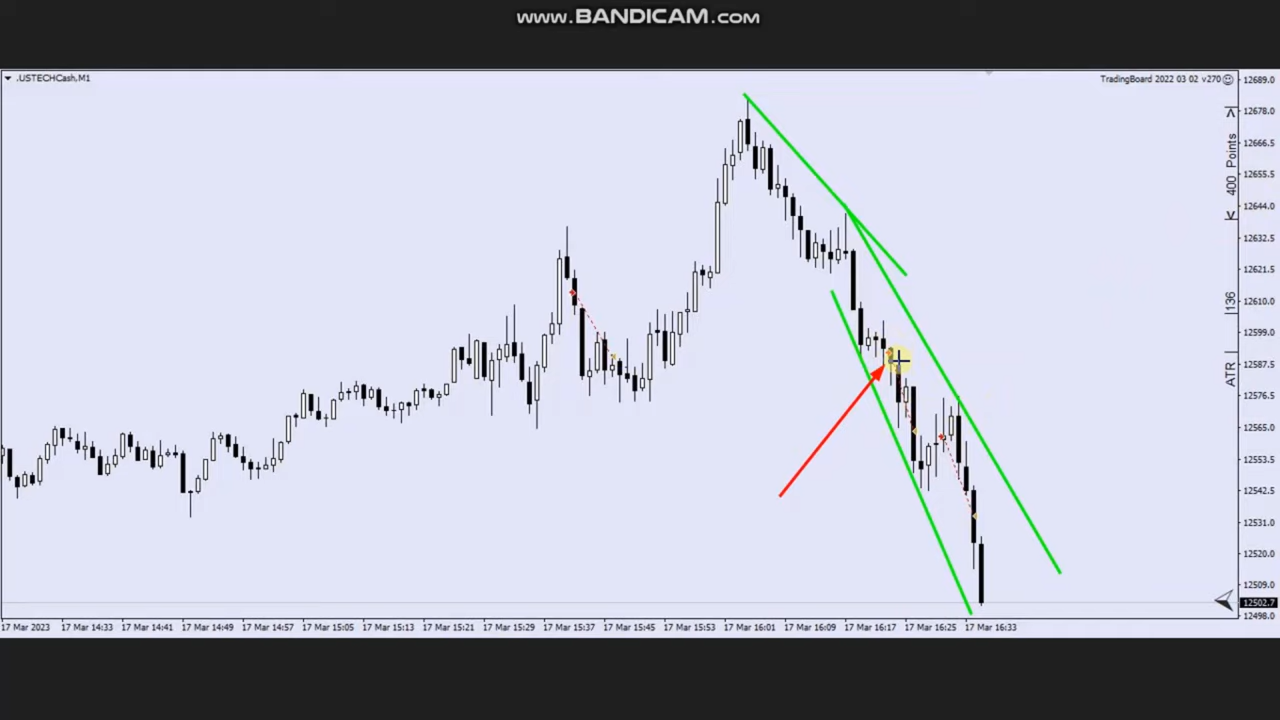 www.BANDICAM.com
.USTECHCash,M1
TradingBoard 2022 03 02 v270
12689.0
12678.0
12666.5
12655.5
12644.0
12632.5
12621.5
12610.0
12599.0
12587.5
12576.5
12565.0
12553.5
12542.5
12531.0
12520.0
12509.0
12502.7
12498.0
400 Points
136
ATR
17 Mar 2023
17 Mar 14:33
17 Mar 14:41
17 Mar 14:49
17 Mar 14:57
17 Mar 15:05
17 Mar 15:13
17 Mar 15:21
17 Mar 15:29
17 Mar 15:37
17 Mar 15:45
17 Mar 15:53
17 Mar 16:01
17 Mar 16:09
17 Mar 16:17
17 Mar 16:25
17 Mar 16:33